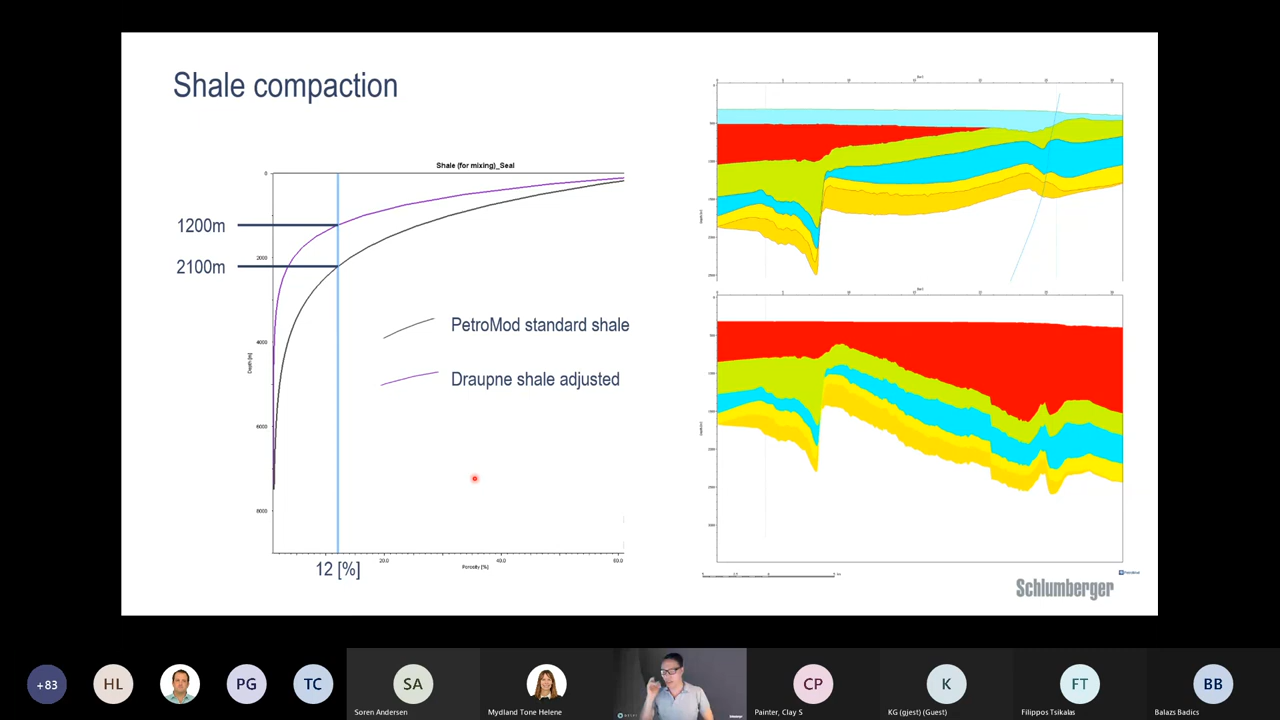 Shale compaction
Shale (for mixing)_Seal
0
1200m
2000
2100m
4000
6000
8000
Depth [m]
PetroMod standard shale
Draupne shale adjusted
12 [%]
20.0
40.0
60.0
Porosity [%]
Schlumberger
+83
HL
PG
TC
SA
Soren Andersen
Mydland Tone Helene
CP
Painter, Clay S
K
KG (gjest) (Guest)
FT
Filippos Tsikalas
BB
Balazs Badics